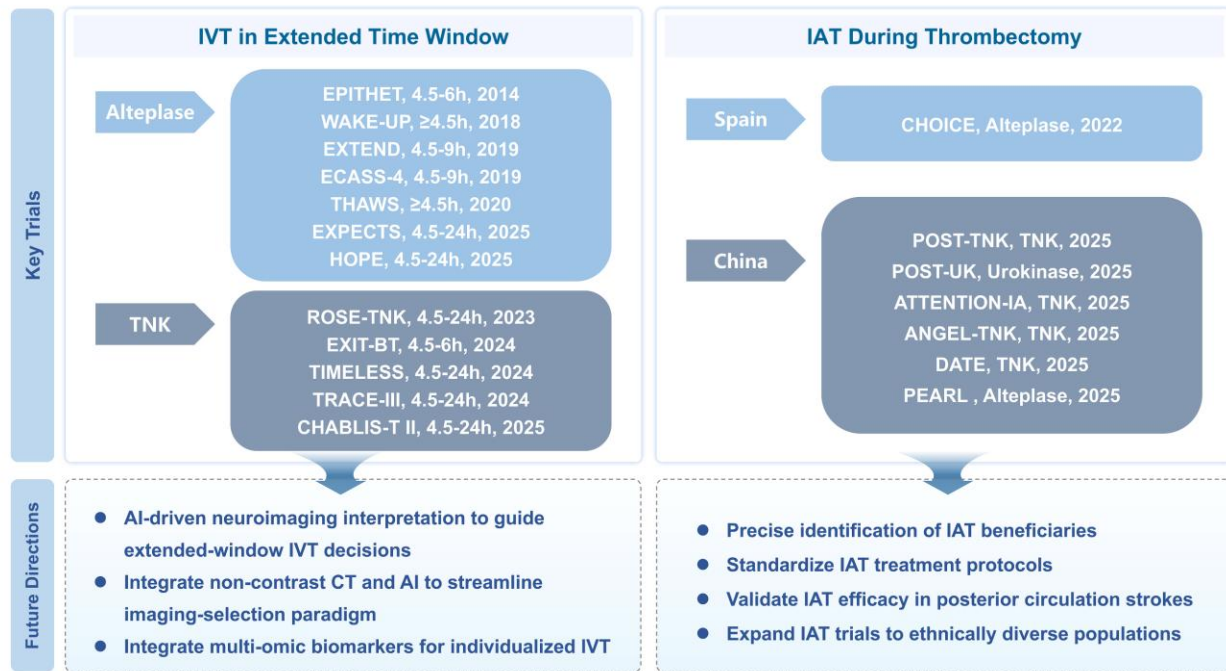 Key Trials
IVT in Extended Time Window
Alteplase
EPITHET, 4.5-6h, 2014
WAKE-UP, ≥4.5h, 2018
EXTEND, 4.5-9h, 2019
ECASS-4, 4.5-9h, 2019
THAWS, ≥4.5h, 2020
EXPECTS, 4.5-24h, 2025
HOPE, 4.5-24h, 2025
TNK
ROSE-TNK, 4.5-24h, 2023
EXIT-BT, 4.5-6h, 2024
TIMELESS, 4.5-24h, 2024
TRACE-III, 4.5-24h, 2024
CHABLIS-T II, 4.5-24h, 2025
IAT During Thrombectomy
Spain
CHOICE, Alteplase, 2022
China
POST-TNK, TNK, 2025
POST-UK, Urokinase, 2025
ATTENTION-IA, TNK, 2025
ANGEL-TNK, TNK, 2025
DATE, TNK, 2025
PEARL , Alteplase, 2025
Future Directions
● AI-driven neuroimaging interpretation to guide
extended-window IVT decisions
● Integrate non-contrast CT and AI to streamline
imaging-selection paradigm
● Integrate multi-omic biomarkers for individualized IVT
● Precise identification of IAT beneficiaries
● Standardize IAT treatment protocols
● Validate IAT efficacy in posterior circulation strokes
● Expand IAT trials to ethnically diverse populations